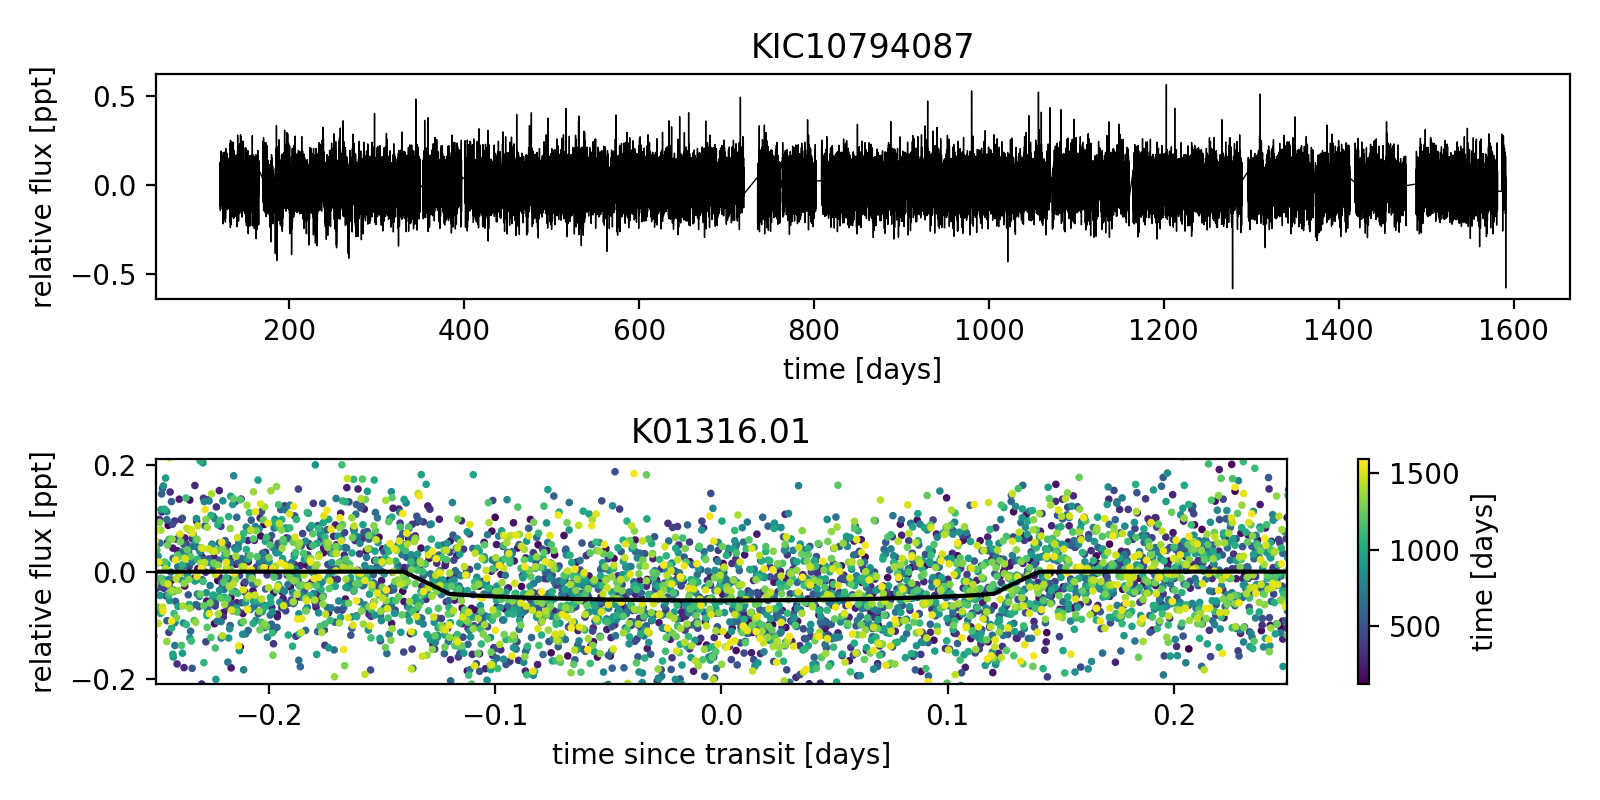 KIC10794087
relative flux [ppt]
0.5
0.0
−0.5
200 400 600 800 1000 1200 1400 1600
time [days]
K01316.01
relative flux [ppt]
0.2
0.0
−0.2
−0.2 −0.1 0.0 0.1 0.2
time since transit [days]
1500
1000
500
time [days]